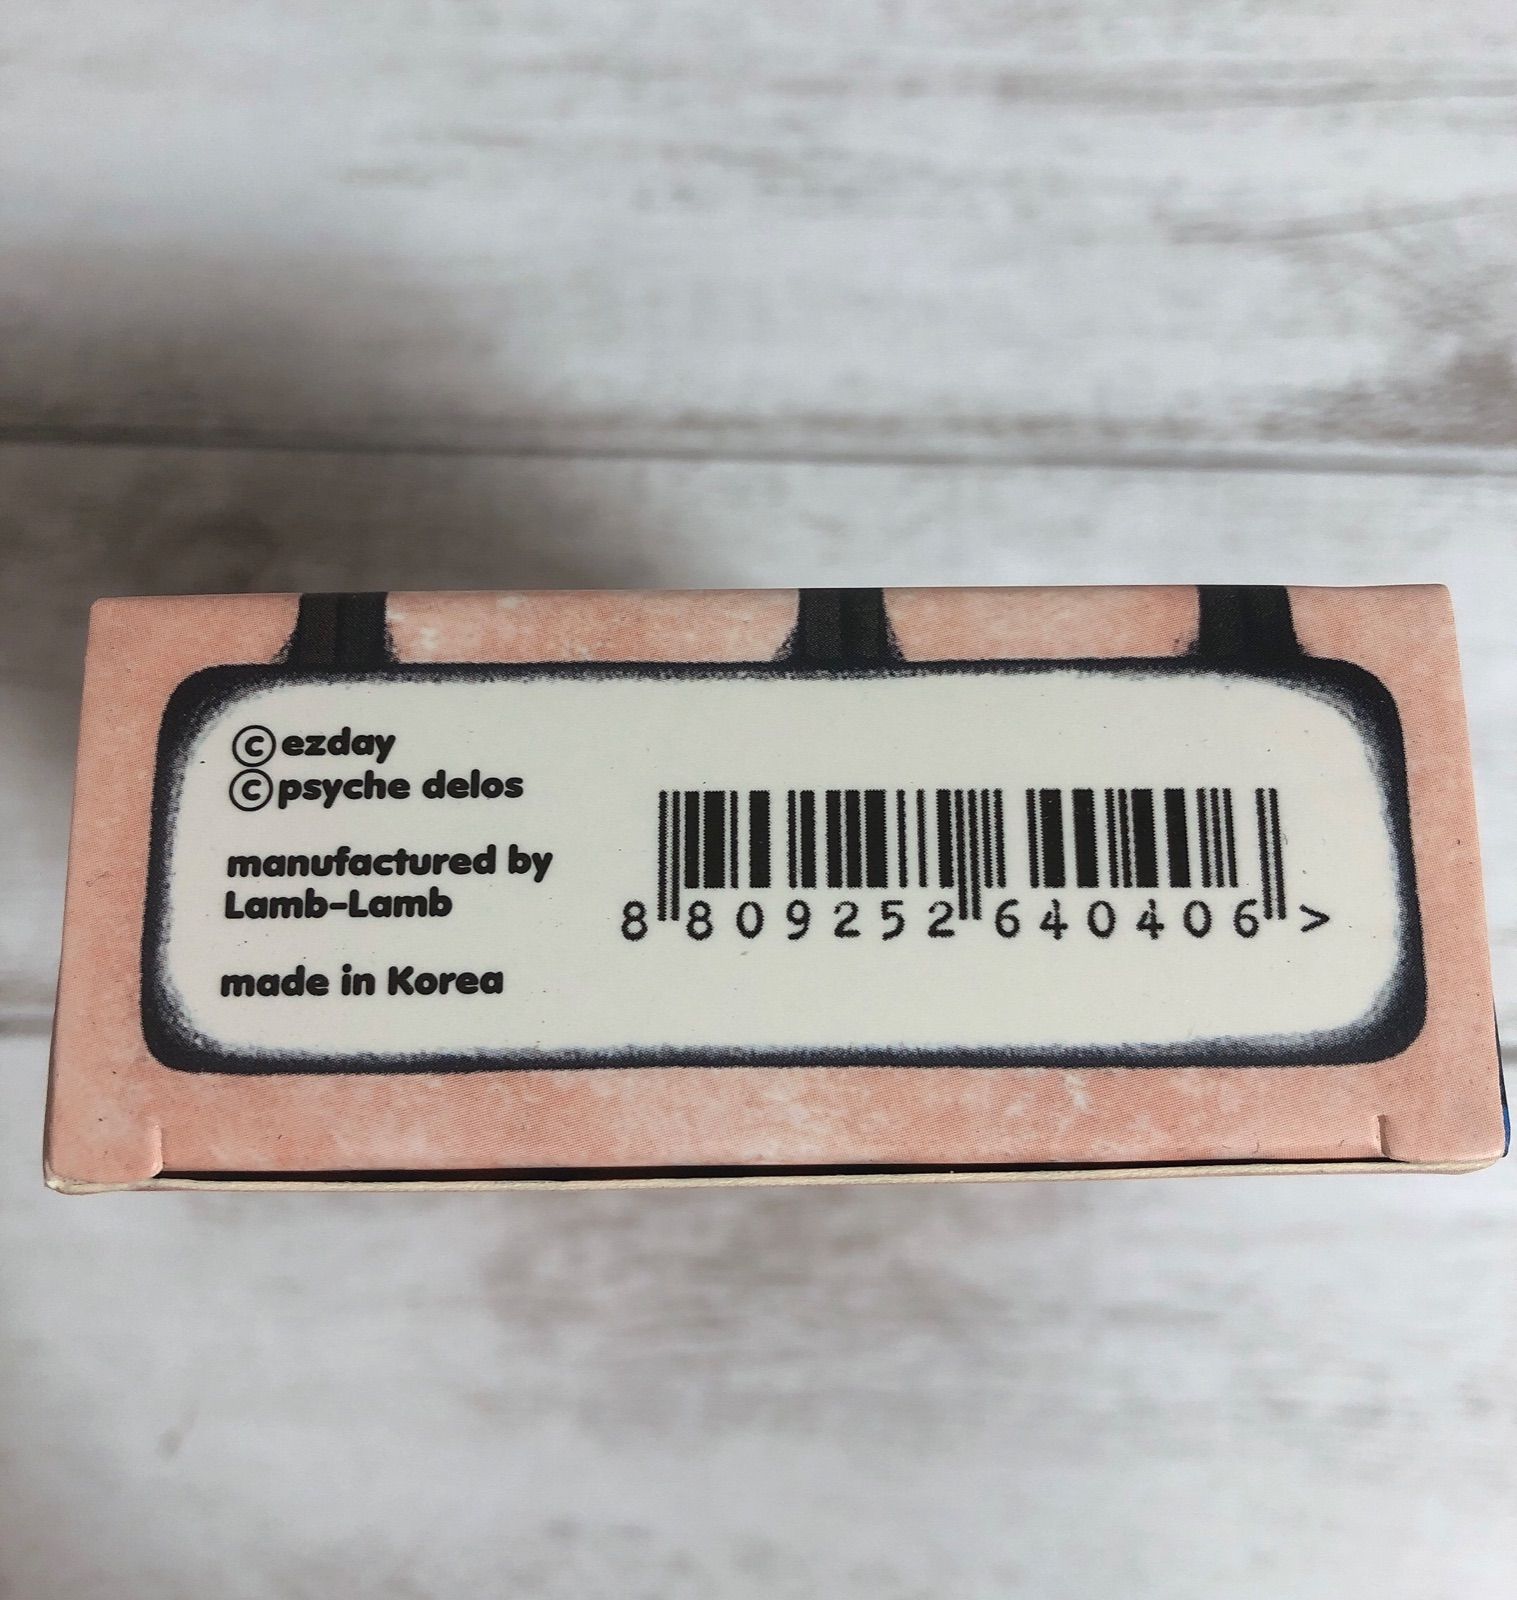 ©ezday
©psyche delos
manufactured by
Lamb-Lamb
made in Korea
8 809252 640406 >